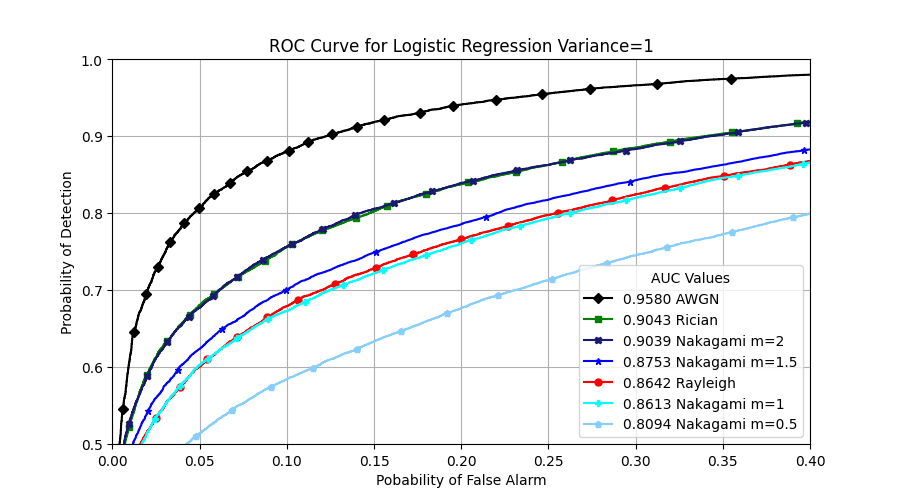 ROC Curve for Logistic Regression Variance=1
1.0
0.9
0.8
0.7
0.6
0.5
Probability of Detection
0.00 0.05 0.10 0.15 0.20 0.25 0.30 0.35 0.40
Pobability of False Alarm
AUC Values
0.9580 AWGN
0.9043 Rician
0.9039 Nakagami m=2
0.8753 Nakagami m=1.5
0.8642 Rayleigh
0.8613 Nakagami m=1
0.8094 Nakagami m=0.5